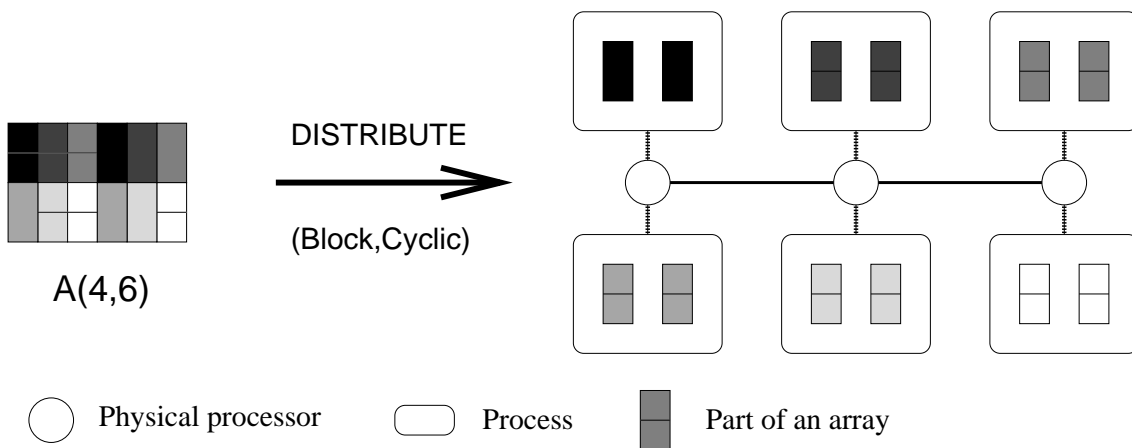 DISTRIBUTE
(Block,Cyclic)
A(4,6)
Physical processor
Process
Part of an array